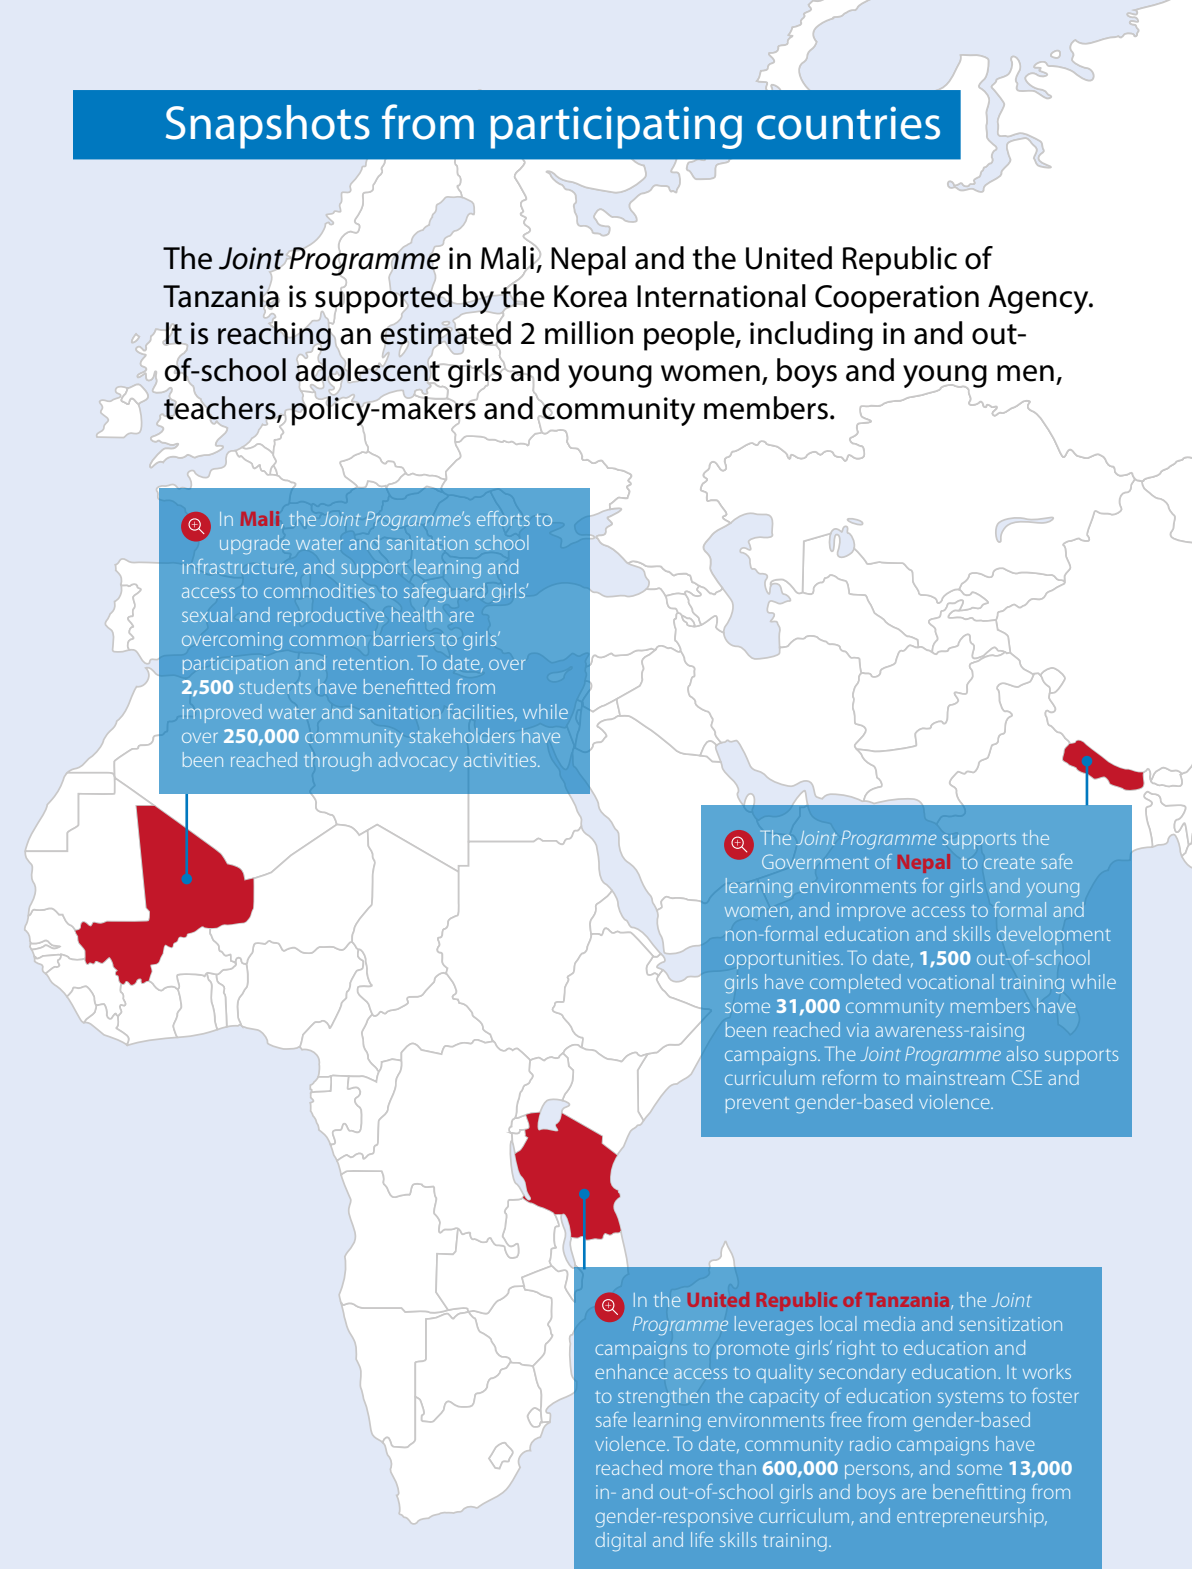 Snapshots from participating countries
The Joint Programme in Mali, Nepal and the United Republic of
Tanzania is supported by the Korea International Cooperation Agency.
It is reaching an estimated 2 million people, including in and out-
of-school adolescent girls and young women, boys and young men,
teachers, policy-makers and community members.
In Mali, the Joint Programme's efforts to
upgrade water and sanitation school
infrastructure, and support learning and
access to commodities to safeguard girls'
sexual and reproductive health are
overcoming common barriers to girls'
participation and retention. To date, over
2,500 students have benefitted from
improved water and sanitation facilities, while
over 250,000 community stakeholders have
been reached through advocacy activities.
The Joint Programme supports the
Government of Nepal to create safe
learning environments for girls and young
women, and improve access to formal and
non-formal education and skills development
opportunities. To date, 1,500 out-of-school
girls have completed vocational training while
some 31,000 community members have
been reached via awareness-raising
campaigns. The Joint Programme also supports
curriculum reform to mainstream CSE and
prevent gender-based violence.
In the United Republic of Tanzania, the Joint
Programme leverages local media and sensitization
campaigns to promote girls' right to education and
enhance access to quality secondary education. It works
to strengthen the capacity of education systems to foster
safe learning environments free from gender-based
violence. To date, community radio campaigns have
reached more than 600,000 persons, and some 13,000
in- and out-of-school girls and boys are benefitting from
gender-responsive curriculum, and entrepreneurship,
digital and life skills training.